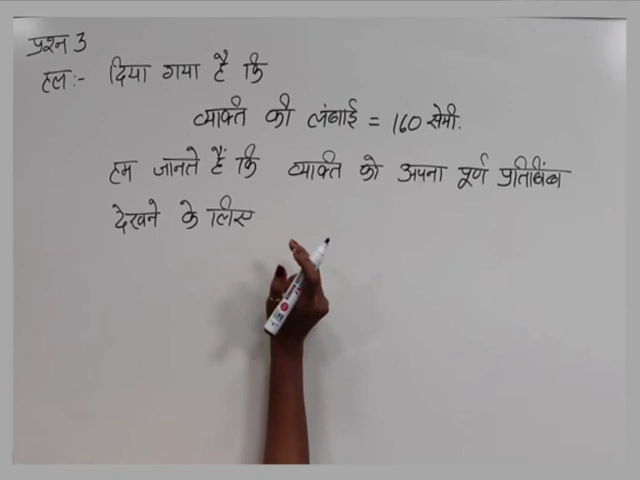 प्रश्न 3
हल:- दिया गया है कि
व्यक्ति की लंबाई = 160 सेमी.
हम जानते हैं कि व्यक्ति को अपना पूर्ण प्रतिबिंब
देखने के लिए